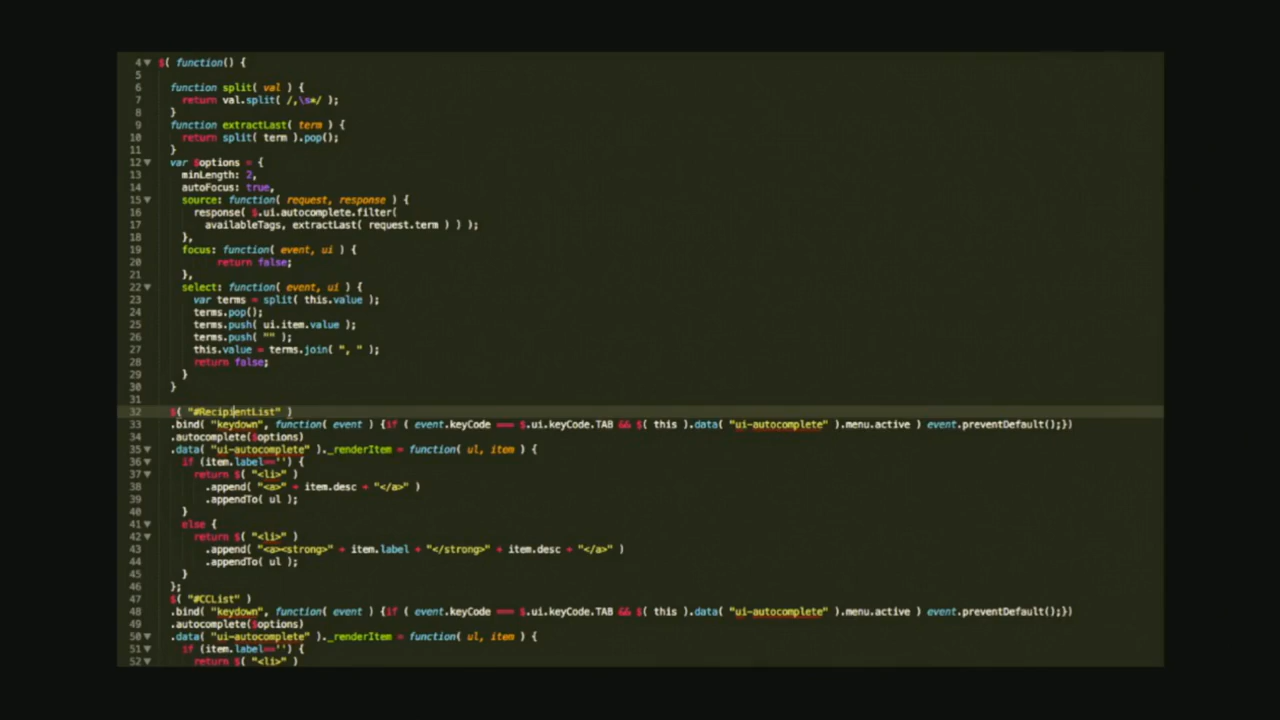 4 $( function() {
5
6 function split( val ) {
7 return val.split( /,\s*/ );
8 }
9 function extractLast( term ) {
10 return split( term ).pop();
11 }
12 var $options = {
13 minLength: 2,
14 autoFocus: true,
15 source: function( request, response ) {
16 response( $.ui.autocomplete.filter(
17 availableTags, extractLast( request.term ) ) );
18 },
19 focus: function( event, ui ) {
20 return false;
21 },
22 select: function( event, ui ) {
23 var terms = split( this.value );
24 terms.pop();
25 terms.push( ui.item.value );
26 terms.push( "" );
27 this.value = terms.join( ", " );
28 return false;
29 }
30 }
31
32 $( "#RecipientList" )
33 .bind( "keydown", function( event ) {if ( event.keyCode === $.ui.keyCode.TAB && $( this ).data( "ui-autocomplete" ).menu.active ) event.preventDefault();})
34 .autocomplete($options)
35 .data( "ui-autocomplete" )._renderItem = function( ul, item ) {
36 if (item.label=='') {
37 return $( "<li>" )
38 .append( "<a>" + item.desc + "</a>" )
39 .appendTo( ul );
40 }
41 else {
42 return $( "<li>" )
43 .append( "<a><strong>" + item.label + "</strong>" + item.desc + "</a>" )
44 .appendTo( ul );
45 }
46 };
47 $( "#CCList" )
48 .bind( "keydown", function( event ) {if ( event.keyCode === $.ui.keyCode.TAB && $( this ).data( "ui-autocomplete" ).menu.active ) event.preventDefault();})
49 .autocomplete($options)
50 .data( "ui-autocomplete" )._renderItem = function( ul, item ) {
51 if (item.label=='') {
52 return $( "<li>" )